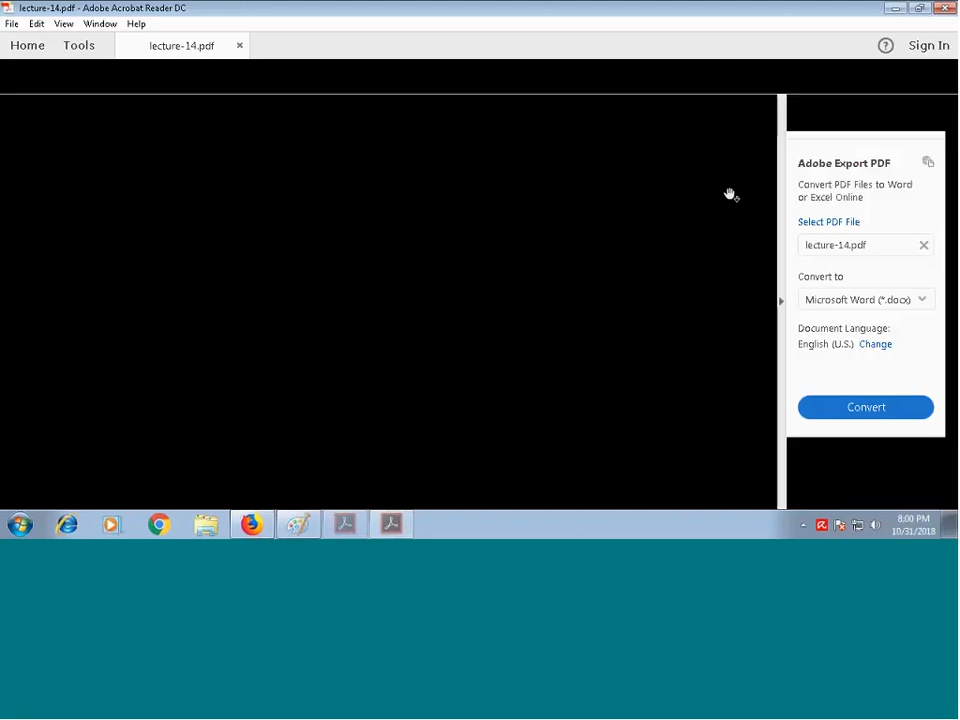 lecture-14.pdf - Adobe Acrobat Reader DC
File Edit View Window Help
Home Tools lecture-14.pdf × ? Sign In
Adobe Export PDF
Convert PDF Files to Word
or Excel Online
Select PDF File
lecture-14.pdf
Convert to
Microsoft Word (*.docx)
Document Language:
English (U.S.) Change
Convert
8:00 PM
10/31/2018